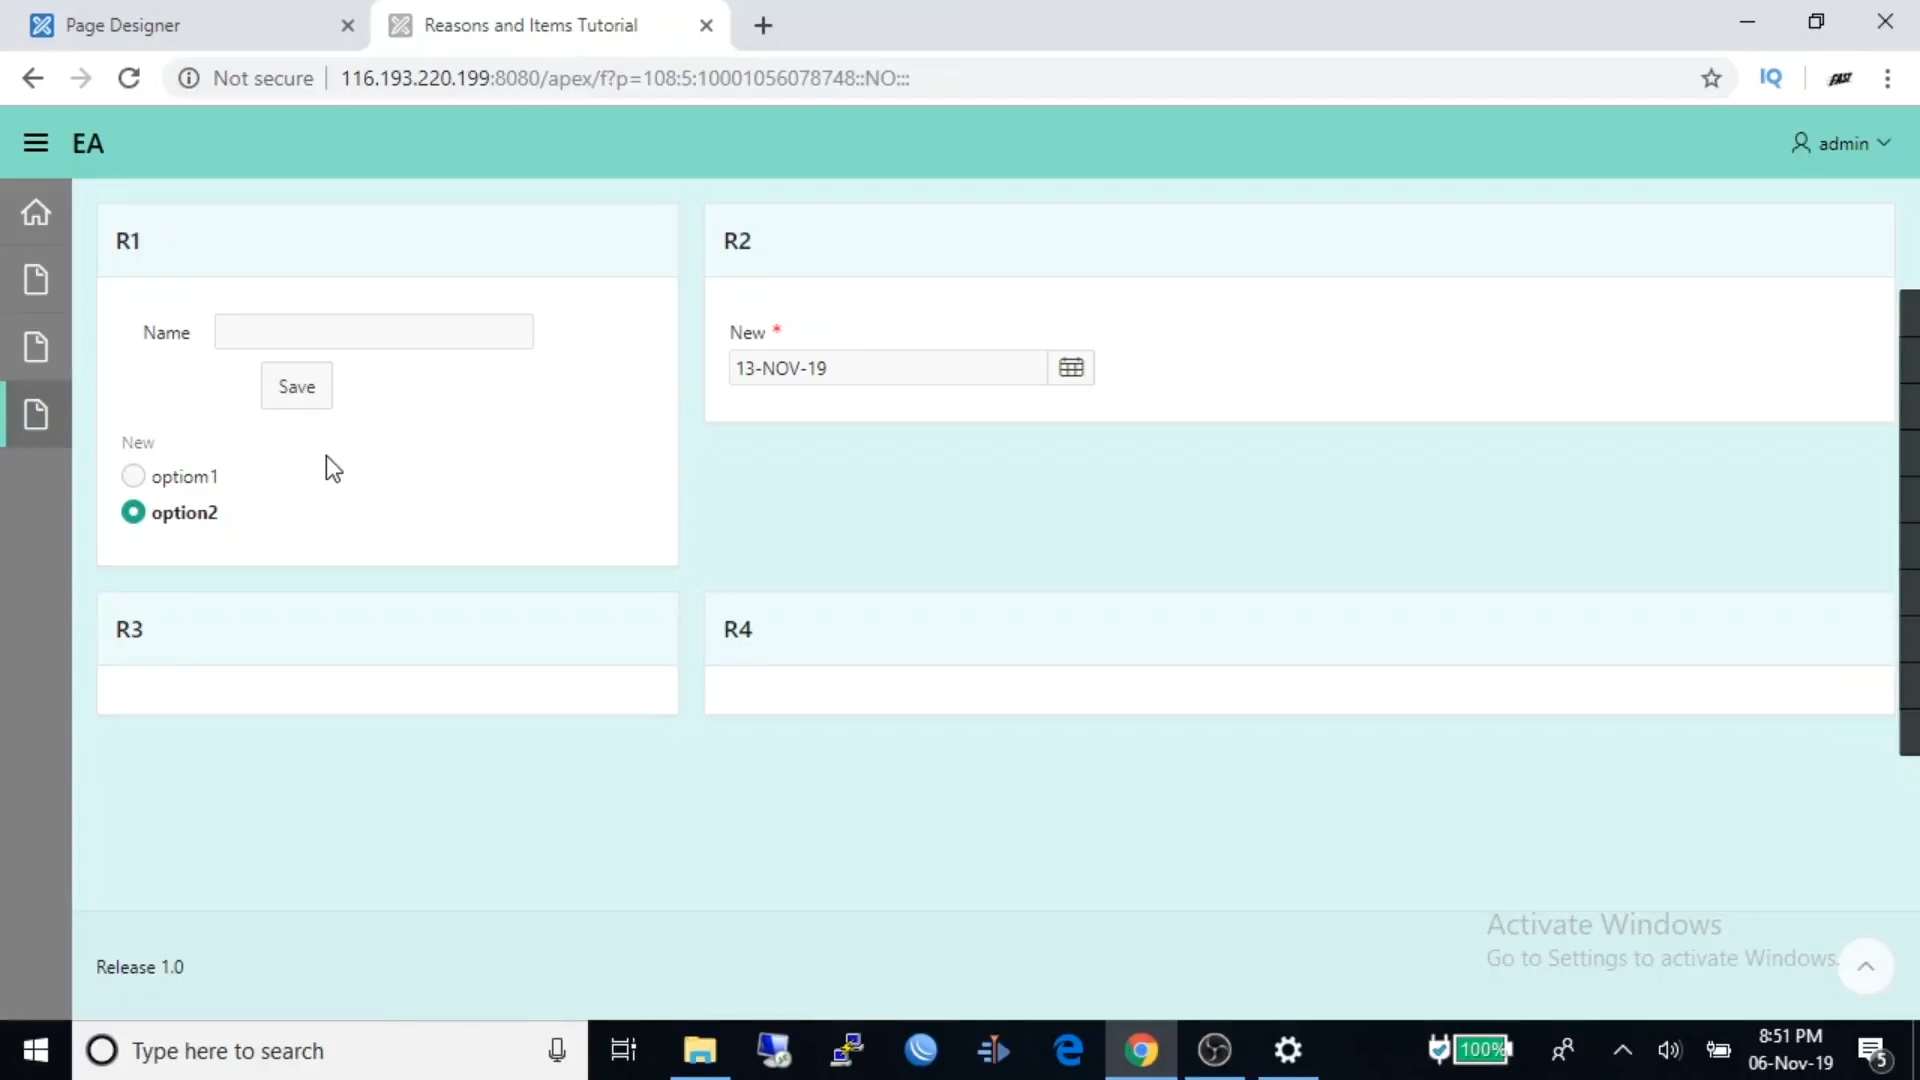 Page Designer
Reasons and Items Tutorial
Not secure
116.193.220.199:8080/apex/f?p=108:5:10001056078748::NO:::
IQ
FAST
EA
admin
R1
R2
Name
New *
13-NOV-19
Save
New
optiom1
option2
R3
R4
Activate Windows
Go to Settings to activate Windows.
Release 1.0
Type here to search
100%
8:51 PM
06-Nov-19
5